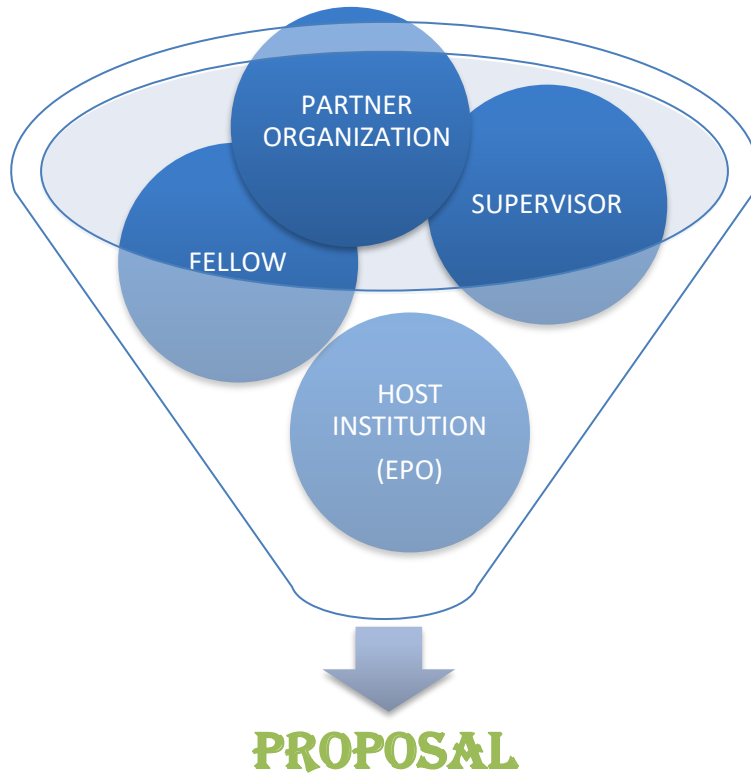 PARTNER
ORGANIZATION
SUPERVISOR
FELLOW
HOST
INSTITUTION
(EPO)
PROPOSAL